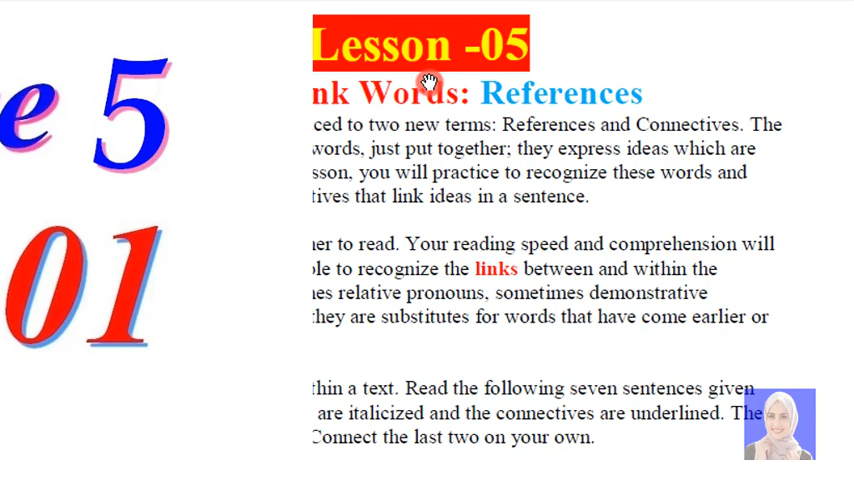 e 5
01
Lesson -05
nk Words: References
ced to two new terms: References and Connectives. The
words, just put together; they express ideas which are
sson, you will practice to recognize these words and
tives that link ideas in a sentence.
her to read. Your reading speed and comprehension will
ble to recognize the links between and within the
nes relative pronouns, sometimes demonstrative
they are substitutes for words that have come earlier or
thin a text. Read the following seven sentences given
are italicized and the connectives are underlined. The
Connect the last two on your own.